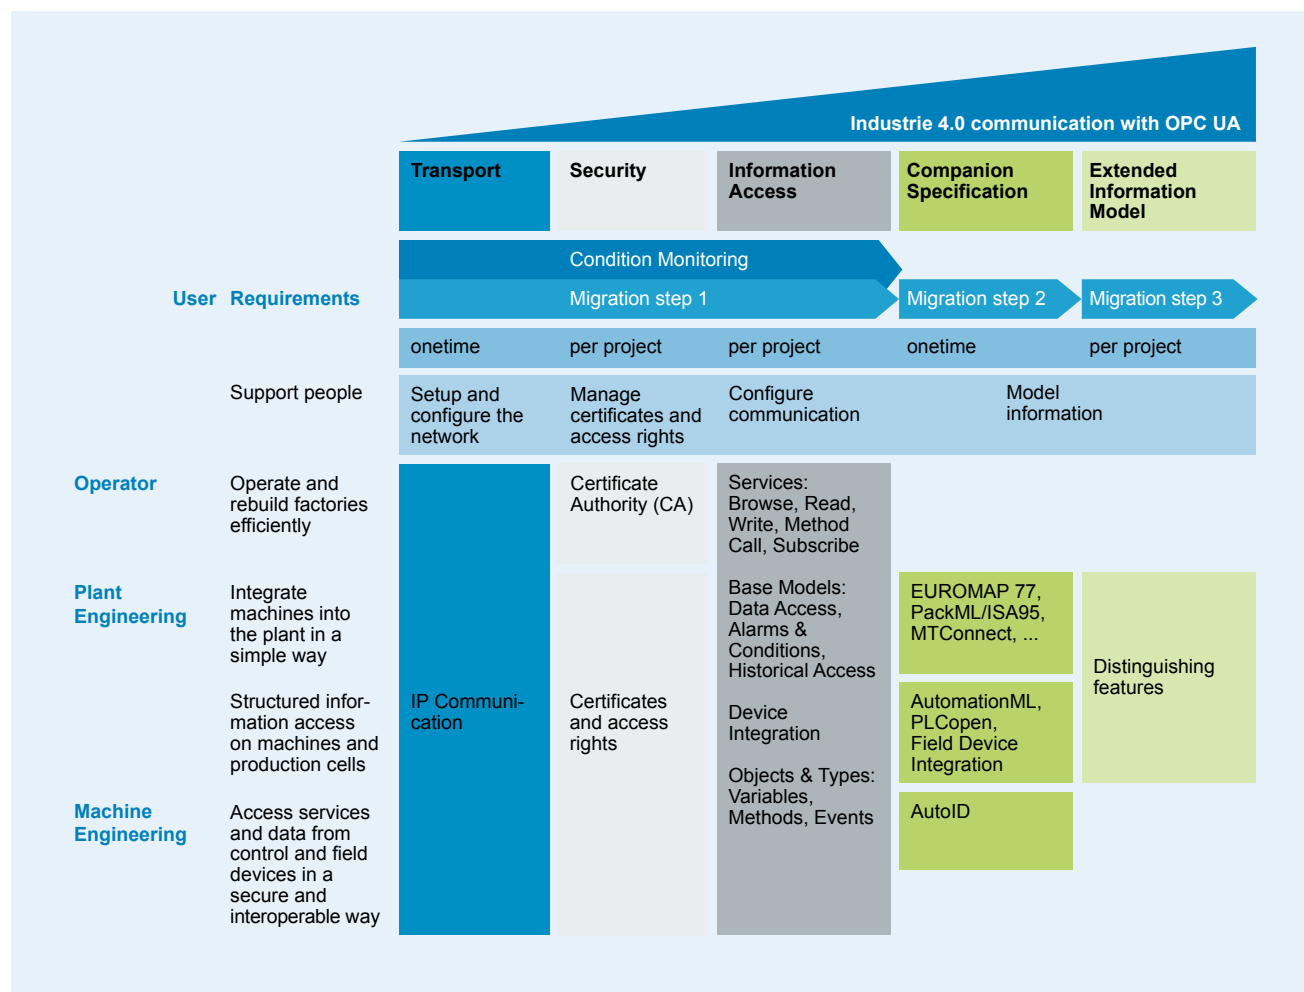 Industrie 4.0 communication with OPC UA
Transport
Security
Information
Access
Companion
Specification
Extended
Information
Model
Condition Monitoring
User Requirements
Migration step 1
Migration step 2
Migration step 3
onetime
per project
per project
onetime
per project
Support people
Setup and
configure the
network
Manage
certificates and
access rights
Configure
communication
Model
information
Operator
Operate and
rebuild factories
efficiently
Certificate
Authority (CA)
Services:
Browse, Read,
Write, Method
Call, Subscribe
Plant
Engineering
Integrate
machines into
the plant in a
simple way
Base Models:
Data Access,
Alarms &
Conditions,
Historical Access
EUROMAP 77,
PackML/ISA95,
MTConnect, ...
Distinguishing
features
Structured infor-
mation access
on machines and
production cells
IP Communi-
cation
Certificates
and access
rights
Device
Integration
AutomationML,
PLCopen,
Field Device
Integration
Objects & Types:
Variables,
Methods, Events
Machine
Engineering
Access services
and data from
control and field
devices in a
secure and
interoperable way
AutoID